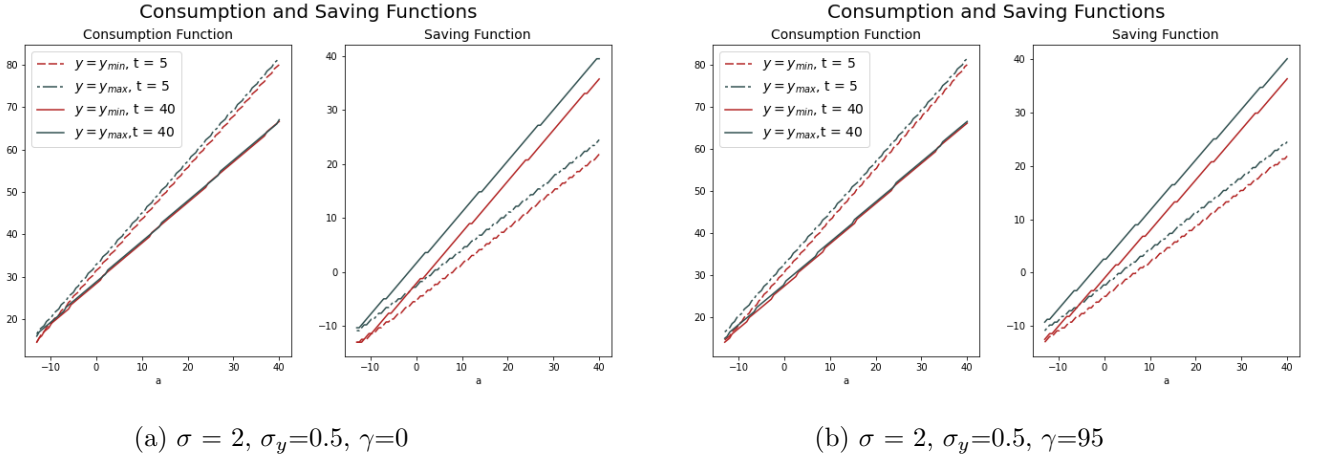 Consumption and Saving Functions
Consumption Function
Saving Function
80
70
60
50
40
30
20
y = y_min, t = 5
y = y_max, t = 5
y = y_min, t = 40
y = y_max,t = 40
−10 0 10 20 30 40
a
40
30
20
10
0
−10
−10 0 10 20 30 40
a
(a) σ = 2, σ_y=0.5, γ=0
Consumption and Saving Functions
Consumption Function
Saving Function
80
70
60
50
40
30
20
y = y_min, t = 5
y = y_max, t = 5
y = y_min, t = 40
y = y_max,t = 40
−10 0 10 20 30 40
a
40
30
20
10
0
−10
−10 0 10 20 30 40
a
(b) σ = 2, σ_y=0.5, γ=95